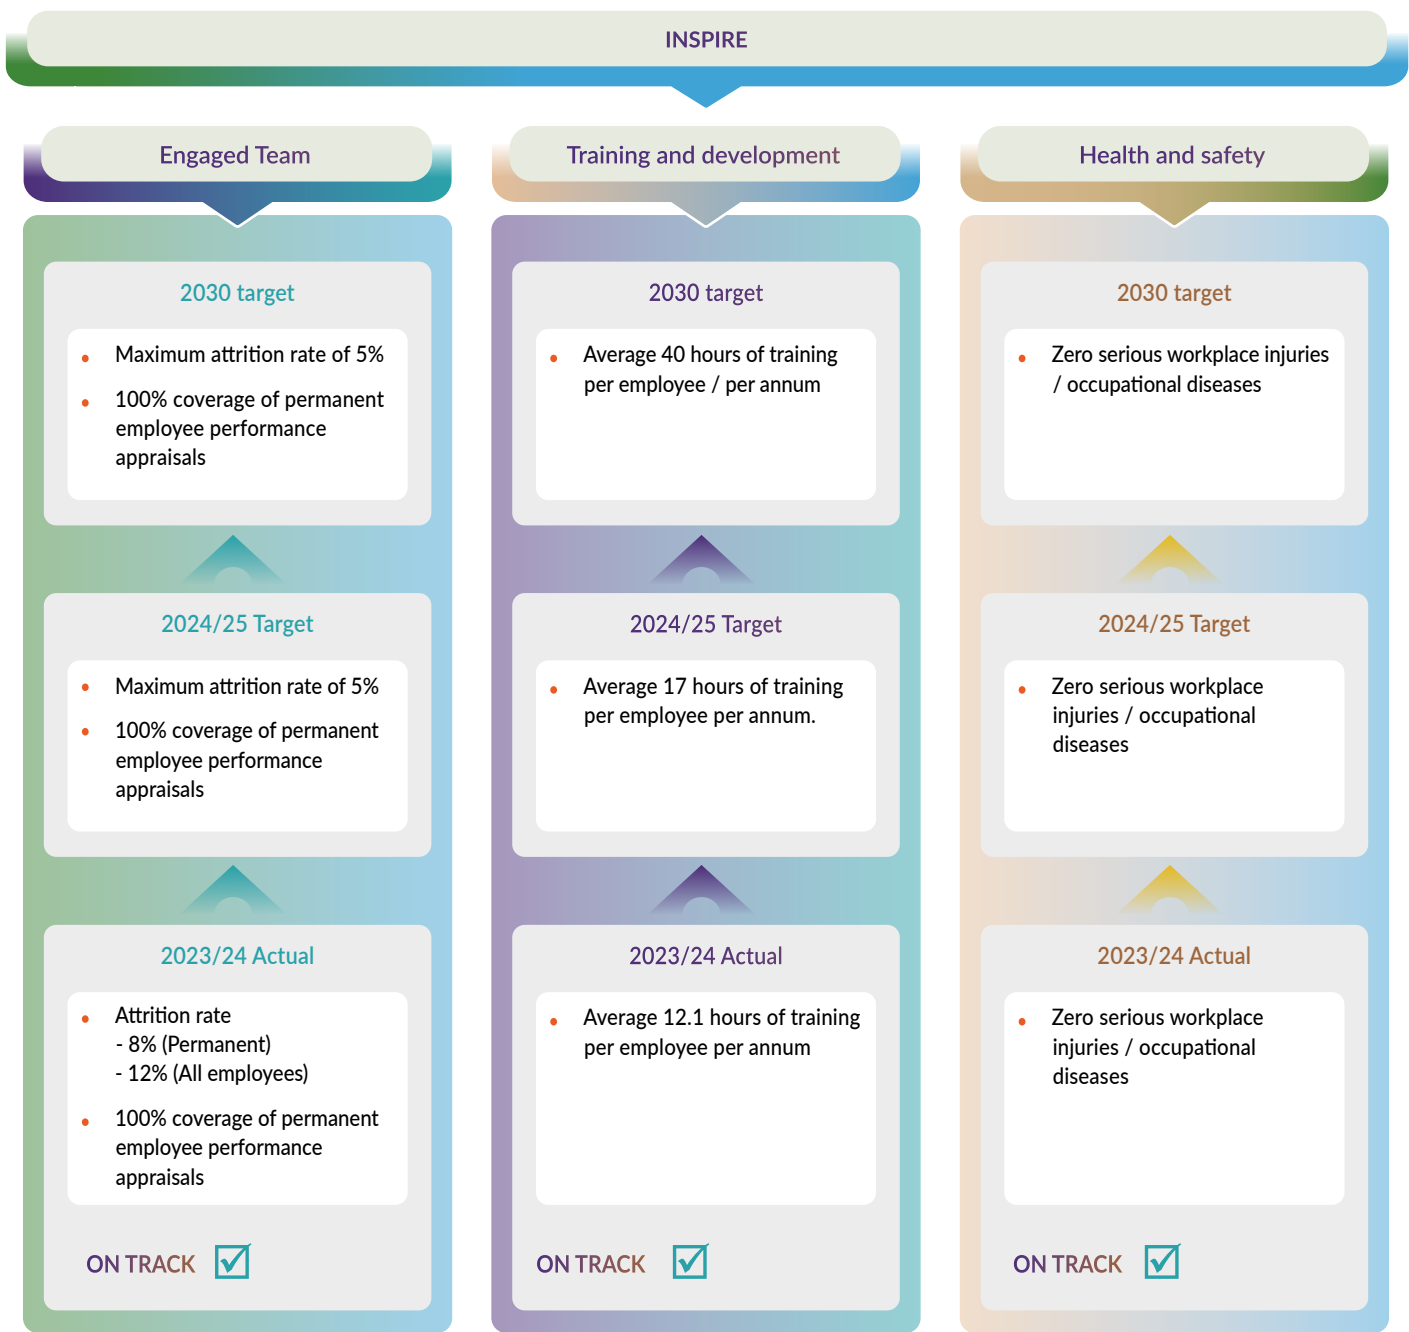 INSPIRE
Engaged Team
2030 target
• Maximum attrition rate of 5%
• 100% coverage of permanent
employee performance
appraisals
2024/25 Target
• Maximum attrition rate of 5%
• 100% coverage of permanent
employee performance
appraisals
2023/24 Actual
• Attrition rate
- 8% (Permanent)
- 12% (All employees)
• 100% coverage of permanent
employee performance
appraisals
ON TRACK
Training and development
2030 target
• Average 40 hours of training
per employee / per annum
2024/25 Target
• Average 17 hours of training
per employee per annum.
2023/24 Actual
• Average 12.1 hours of training
per employee per annum
ON TRACK
Health and safety
2030 target
• Zero serious workplace injuries
/ occupational diseases
2024/25 Target
• Zero serious workplace
injuries / occupational
diseases
2023/24 Actual
• Zero serious workplace
injuries / occupational
diseases
ON TRACK